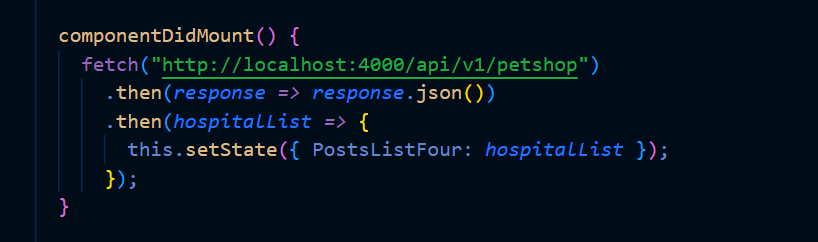 componentDidMount() {
fetch("http://localhost:4000/api/v1/petshop")
.then(response => response.json())
.then(hospitalList => {
this.setState({ PostsListFour: hospitalList });
});
}